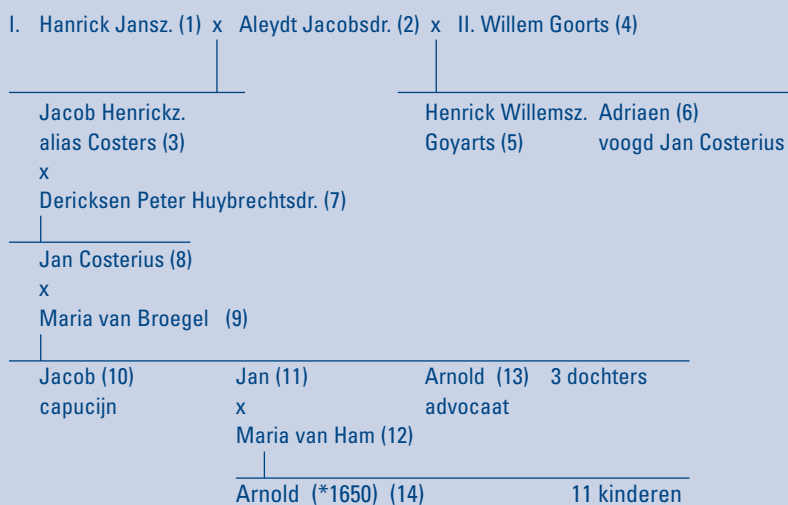 I. Hanrick Jansz. (1) x Aleydt Jacobsdr. (2) x II. Willem Goorts (4)
Jacob Henrickz. Henrick Willemsz. Adriaen (6)
alias Costers (3) Goyarts (5) voogd Jan Costerius
x
Dericksen Peter Huybrechtsdr. (7)
Jan Costerius (8)
x
Maria van Broegel (9)
Jacob (10) Jan (11) Arnold (13) 3 dochters
capucijn x advocaat
Maria van Ham (12)
Arnold (*1650) (14) 11 kinderen